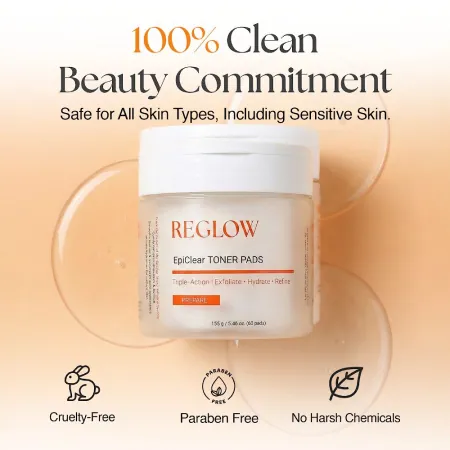 100% Clean
Beauty Commitment
Safe for All Skin Types, Including Sensitive Skin.
REGLOW
EpiClear TONER PADS
Triple-Action • Exfoliate • Hydrate • Refine
PREPARE
155 g / 5.46 oz (60 pads)
PARABEN
FREE
Cruelty-Free
Paraben Free
No Harsh Chemicals